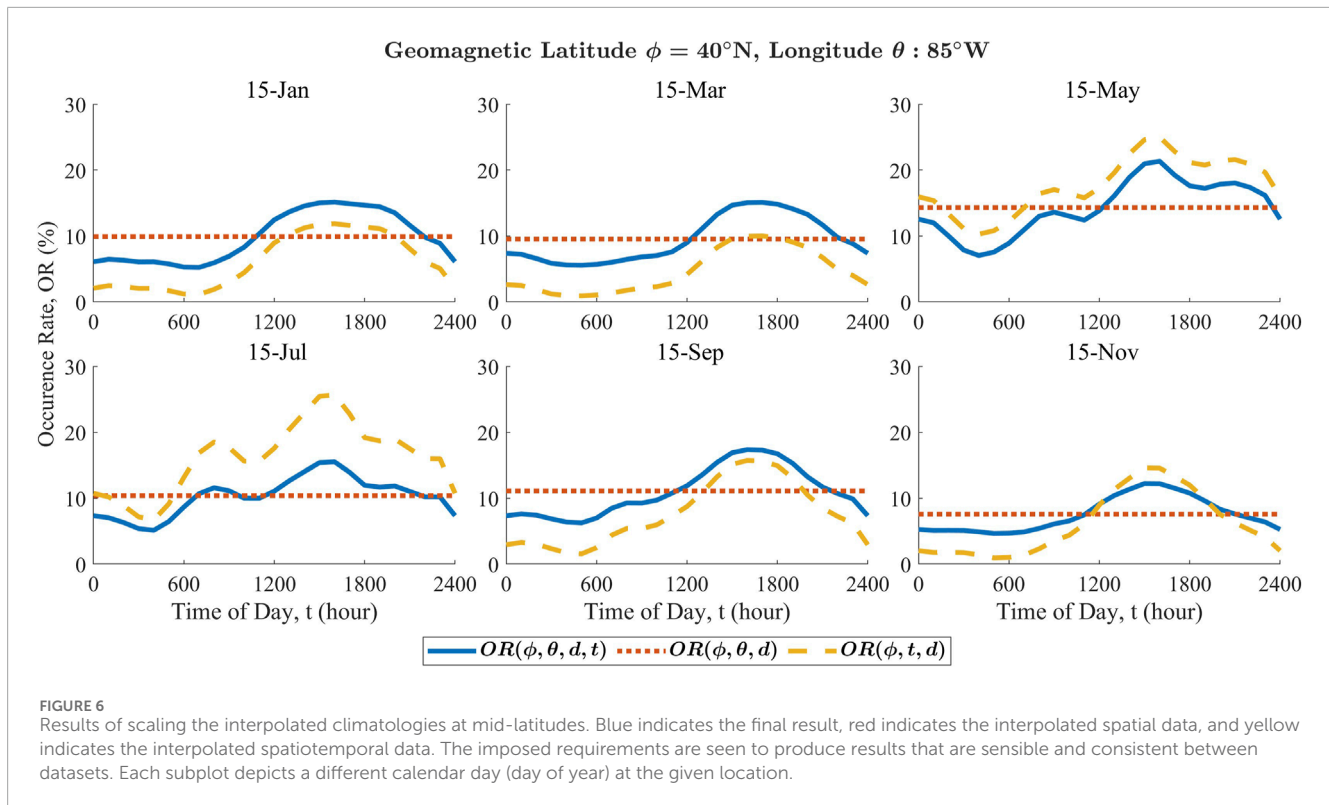 Geomagnetic Latitude ϕ = 40°N, Longitude θ : 85°W
15-Jan
15-Mar
15-May
30
20
10
0
0 600 1200 1800 2400
30
20
10
0
0 600 1200 1800 2400
30
20
10
0
0 600 1200 1800 2400
Occurence Rate, OR (%)
15-Jul
15-Sep
15-Nov
30
20
10
0
0 600 1200 1800 2400
30
20
10
0
0 600 1200 1800 2400
30
20
10
0
0 600 1200 1800 2400
Time of Day, t (hour)
Time of Day, t (hour)
Time of Day, t (hour)
OR(ϕ, θ, d, t) OR(ϕ, θ, d) OR(ϕ, t, d)
FIGURE 6
Results of scaling the interpolated climatologies at mid-latitudes. Blue indicates the final result, red indicates the interpolated spatial data, and yellow
indicates the interpolated spatiotemporal data. The imposed requirements are seen to produce results that are sensible and consistent between
datasets. Each subplot depicts a different calendar day (day of year) at the given location.